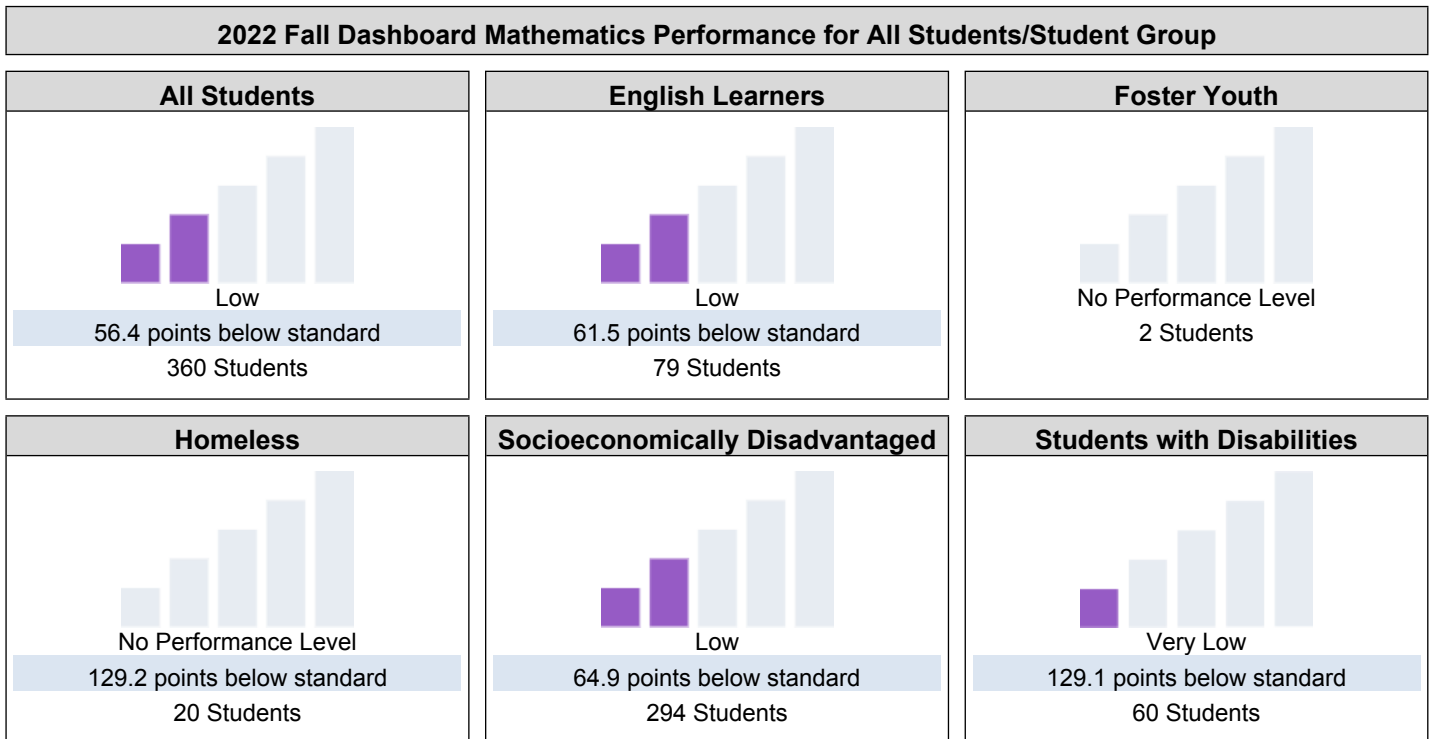 2022 Fall Dashboard Mathematics Performance for All Students/Student Group
All Students
Low
56.4 points below standard
360 Students
English Learners
Low
61.5 points below standard
79 Students
Foster Youth
No Performance Level
2 Students
Homeless
No Performance Level
129.2 points below standard
20 Students
Socioeconomically Disadvantaged
Low
64.9 points below standard
294 Students
Students with Disabilities
Very Low
129.1 points below standard
60 Students